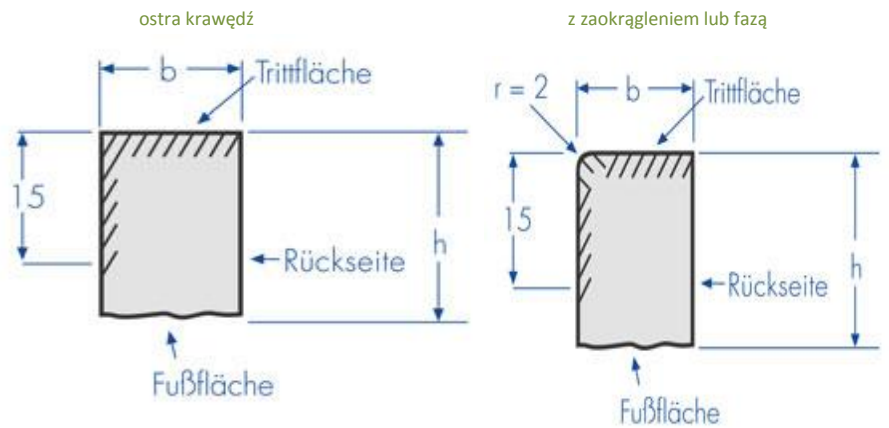 ostra krawędź
b
Trittfläche
15
h
Rückseite
Fußfläche
z zaokrągleniem lub fazą
r = 2
b
Trittfläche
15
h
Rückseite
Fußfläche